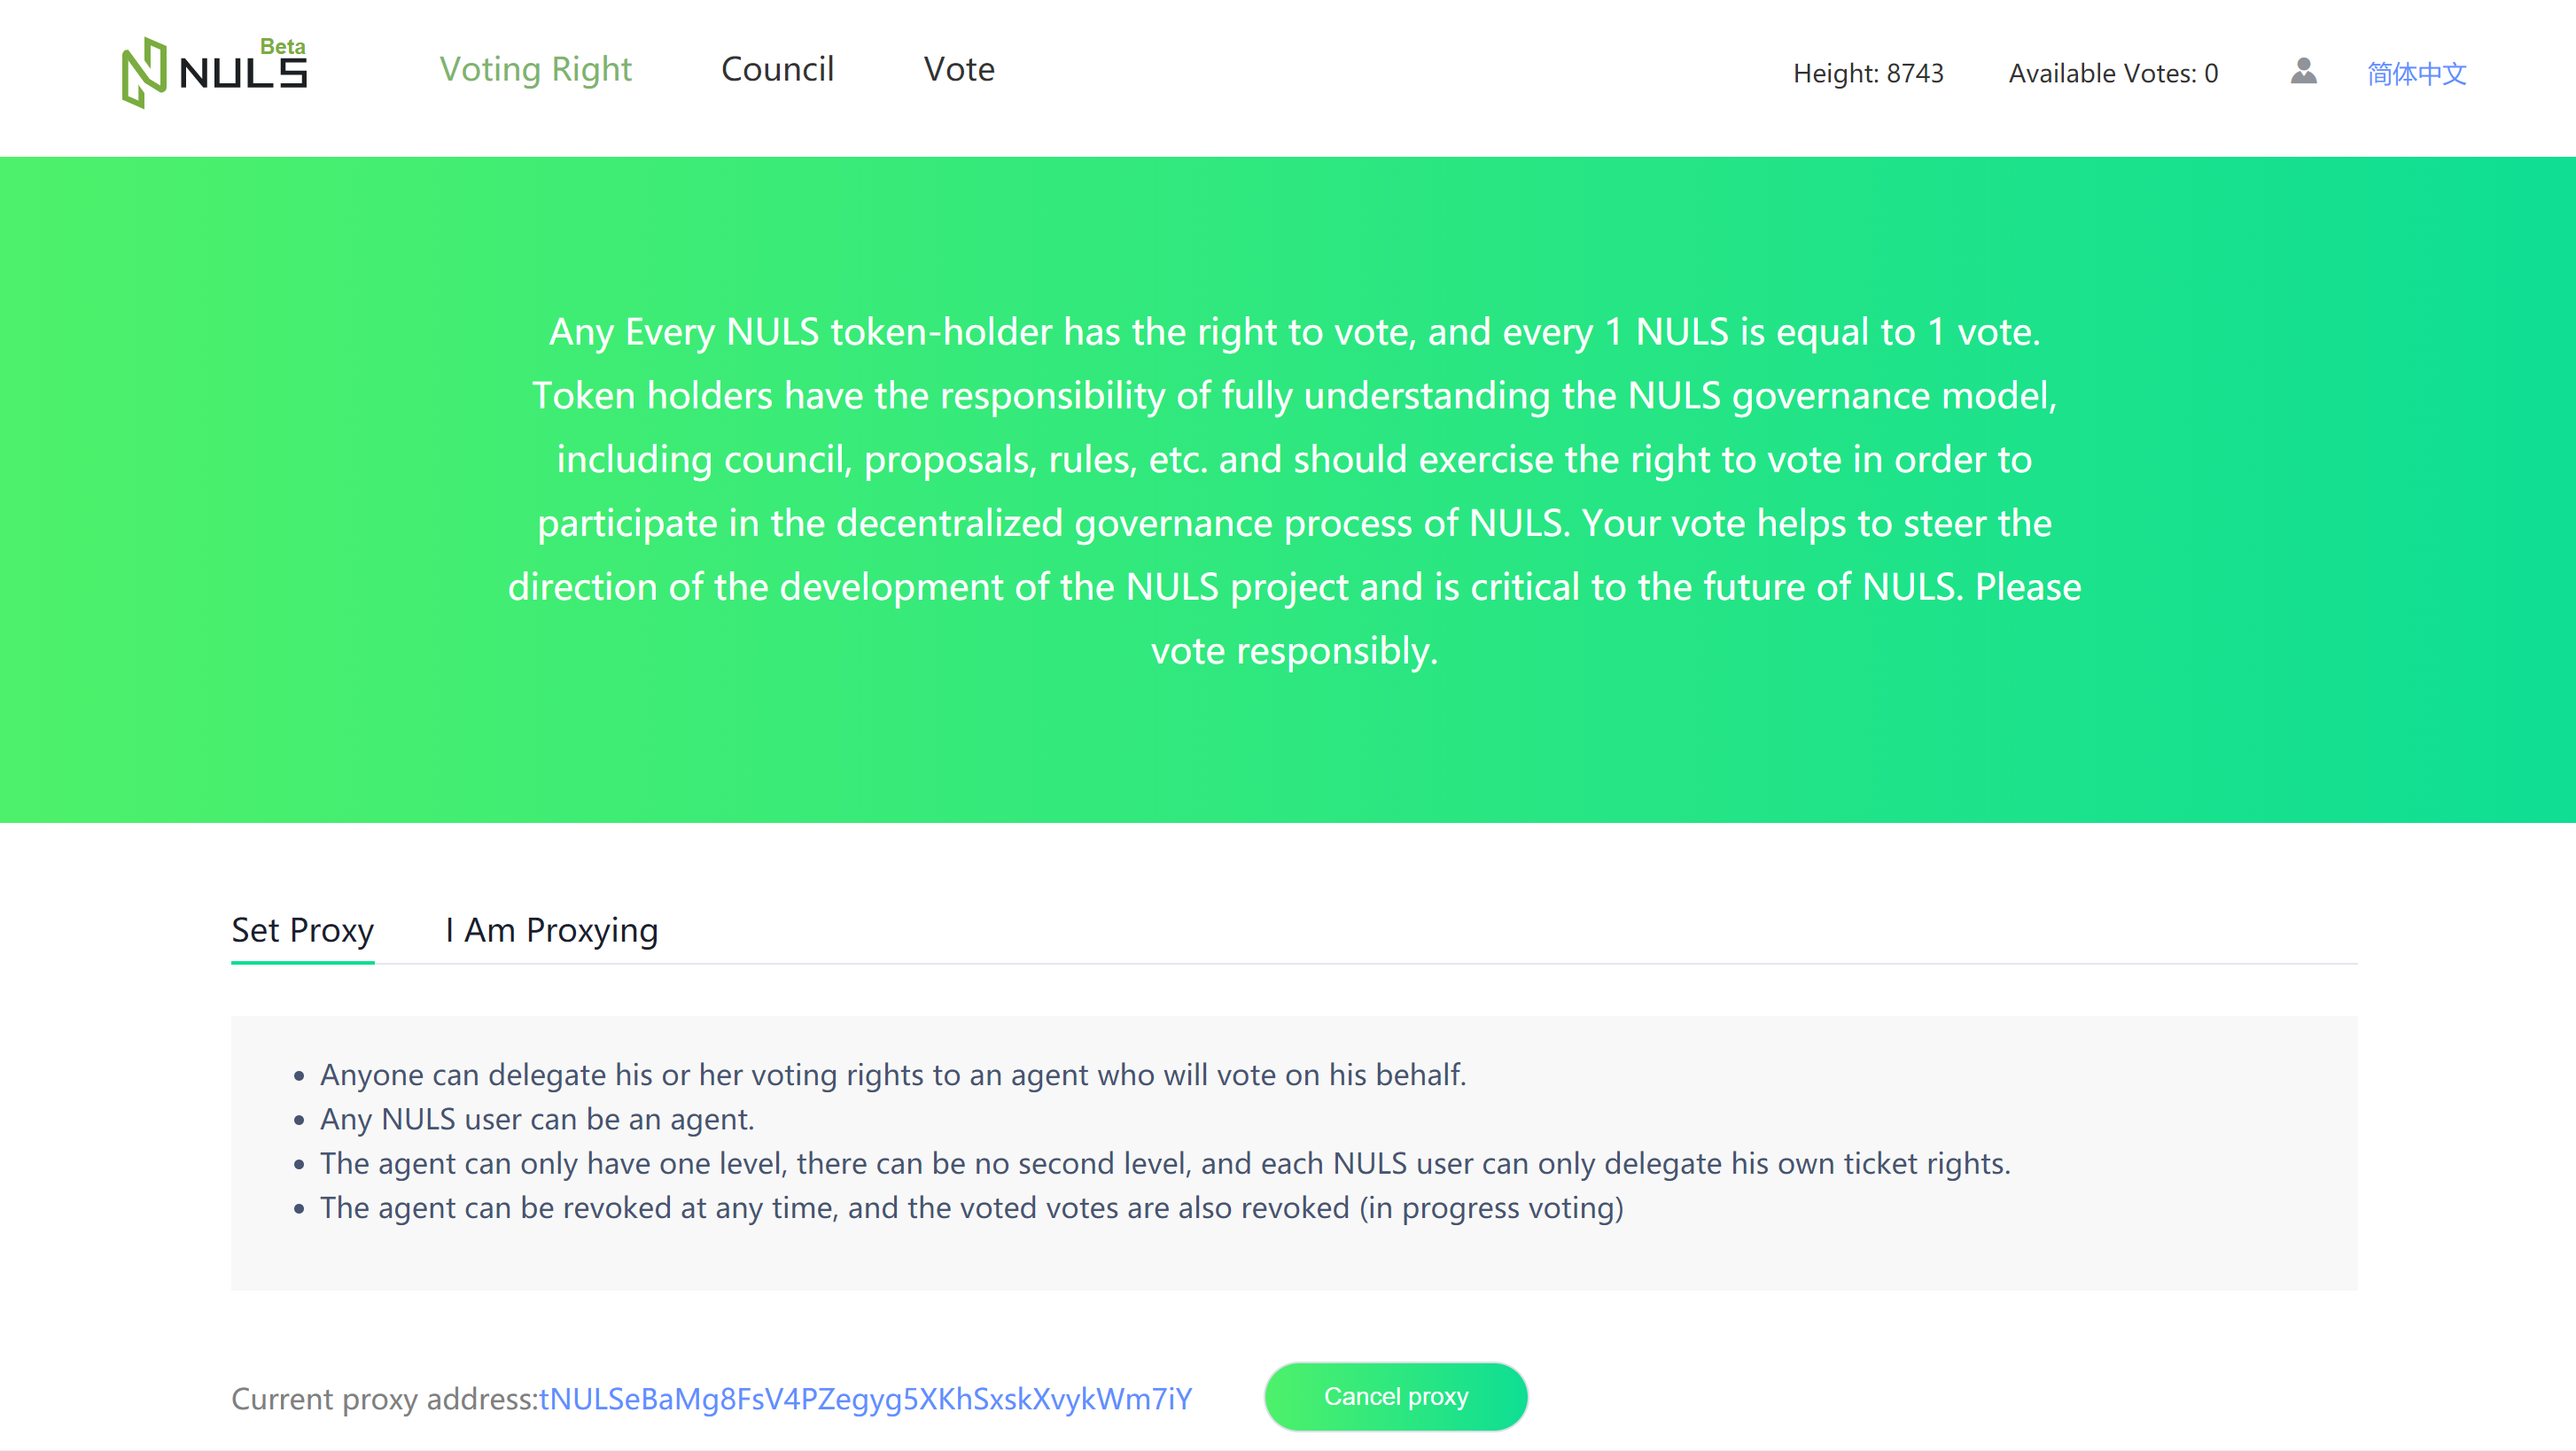 NULS Beta
Voting Right
Council
Vote
Height: 8743
Available Votes: 0
简体中文
Any Every NULS token-holder has the right to vote, and every 1 NULS is equal to 1 vote.
Token holders have the responsibility of fully understanding the NULS governance model,
including council, proposals, rules, etc. and should exercise the right to vote in order to
participate in the decentralized governance process of NULS. Your vote helps to steer the
direction of the development of the NULS project and is critical to the future of NULS. Please
vote responsibly.
Set Proxy
I Am Proxying
• Anyone can delegate his or her voting rights to an agent who will vote on his behalf.
• Any NULS user can be an agent.
• The agent can only have one level, there can be no second level, and each NULS user can only delegate his own ticket rights.
• The agent can be revoked at any time, and the voted votes are also revoked (in progress voting)
Current proxy address:tNULSeBaMg8FsV4PZegyg5XKhSxskXvykWm7iY
Cancel proxy